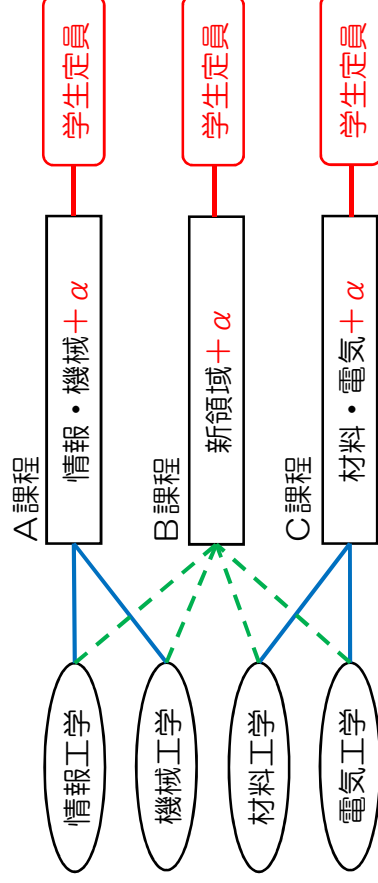 情報工学
機械工学
材料工学
電気工学
A課程
情報・機械+α
学生定員
B課程
新領域+α
学生定員
C課程
材料・電気+α
学生定員